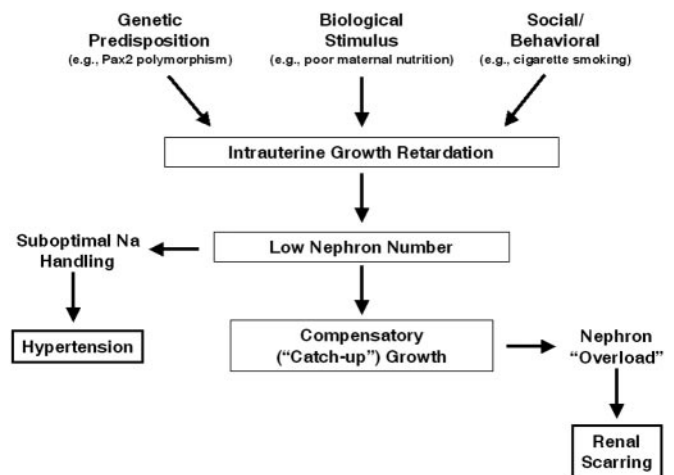 Genetic
Predisposition
(e.g., Pax2 polymorphism)
Biological
Stimulus
(e.g., poor maternal nutrition)
Social/
Behavioral
(e.g., cigarette smoking)
Intrauterine Growth Retardation
Suboptimal Na
Handling
Low Nephron Number
Hypertension
Compensatory
(“Catch-up”) Growth
Nephron
“Overload”
Renal
Scarring